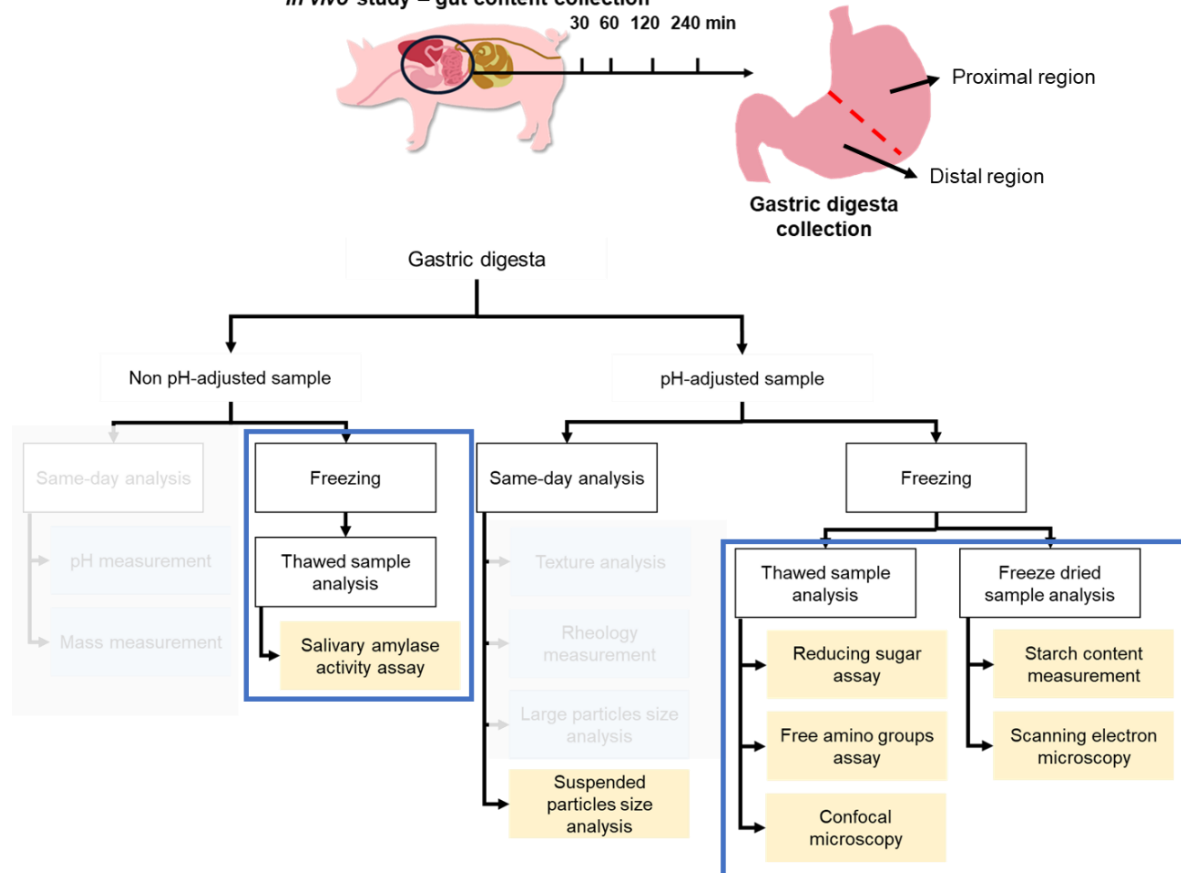 In vivo study – gut content collection
30 60 120 240 min
Proximal region
Distal region
Gastric digesta
collection
Gastric digesta
Non pH-adjusted sample
pH-adjusted sample
Same-day analysis
pH measurement
Mass measurement
Freezing
Thawed sample
analysis
Salivary amylase
activity assay
Same-day analysis
Texture analysis
Rheology
measurement
Large particles size
analysis
Suspended
particles size
analysis
Freezing
Thawed sample
analysis
Reducing sugar
assay
Free amino groups
assay
Confocal
microscopy
Freeze dried
sample analysis
Starch content
measurement
Scanning electron
microscopy